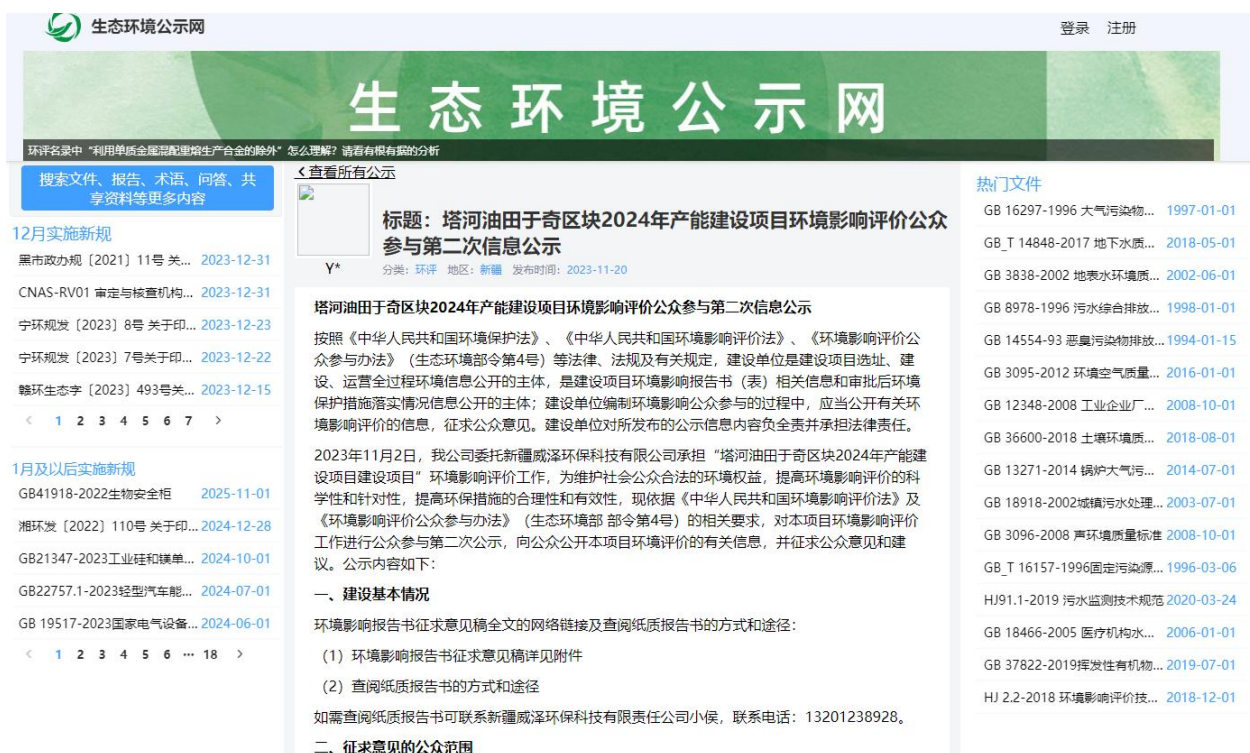 生态环境公示网
登录 注册
生态环境公示网
环评名录中“利用单质金属混配重熔生产合金的除外”怎么理解？请看有根有据的分析
搜索文件、报告、术语、问答、共
享资料等更多内容
12月实施新规
黑市政办规〔2021〕11号 关... 2023-12-31
CNAS-RV01 审定与核查机构... 2023-12-31
宁环规发〔2023〕8号 关于印... 2023-12-23
宁环规发〔2023〕7号关于印... 2023-12-22
赣环生态字〔2023〕493号关... 2023-12-15
< 1 2 3 4 5 6 7 >
1月及以后实施新规
GB41918-2022生物安全柜 2025-11-01
湘环发〔2022〕110号 关于印... 2024-12-28
GB21347-2023工业硅和镁单... 2024-10-01
GB22757.1-2023轻型汽车能... 2024-07-01
GB 19517-2023国家电气设备... 2024-06-01
< 1 2 3 4 5 6 ··· 18 >
<查看所有公示
Y*
标题：塔河油田于奇区块2024年产能建设项目环境影响评价公众
参与第二次信息公示
分类：环评 地区：新疆 发布时间：2023-11-20
塔河油田于奇区块2024年产能建设项目环境影响评价公众参与第二次信息公示
按照《中华人民共和国环境保护法》、《中华人民共和国环境影响评价法》、《环境影响评价公
众参与办法》（生态环境部令第4号）等法律、法规及有关规定，建设单位是建设项目选址、建
设、运营全过程环境信息公开的主体，是建设项目环境影响报告书（表）相关信息和审批后环境
保护措施落实情况信息公开的主体；建设单位编制环境影响公众参与的过程中，应当公开有关环
境影响评价的信息，征求公众意见。建设单位对所发布的公示信息内容负全责并承担法律责任。
2023年11月2日，我公司委托新疆威泽环保科技有限公司承担“塔河油田于奇区块2024年产能建
设项目建设项目”环境影响评价工作，为维护社会公众合法的环境权益，提高环境影响评价的科
学性和针对性，提高环保措施的合理性和有效性，现依据《中华人民共和国环境影响评价法》及
《环境影响评价公众参与办法》（生态环境部 部令第4号）的相关要求，对本项目环境影响评价
工作进行公众参与第二次公示，向公众公开本项目环境评价的有关信息，并征求公众意见和建
议。公示内容如下：
一、建设基本情况
环境影响报告书征求意见稿全文的网络链接及查阅纸质报告书的方式和途径：
（1）环境影响报告书征求意见稿详见附件
（2）查阅纸质报告书的方式和途径
如需查阅纸质报告书可联系新疆威泽环保科技有限责任公司小侯，联系电话：13201238928。
二、征求意见的公众范围
热门文件
GB 16297-1996 大气污染物... 1997-01-01
GB_T 14848-2017 地下水质... 2018-05-01
GB 3838-2002 地表水环境质... 2002-06-01
GB 8978-1996 污水综合排放... 1998-01-01
GB 14554-93 恶臭污染物排放... 1994-01-15
GB 3095-2012 环境空气质量... 2016-01-01
GB 12348-2008 工业企业厂... 2008-10-01
GB 36600-2018 土壤环境质... 2018-08-01
GB 13271-2014 锅炉大气污... 2014-07-01
GB 18918-2002城镇污水处理... 2003-07-01
GB 3096-2008 声环境质量标准 2008-10-01
GB_T 16157-1996固定污染源... 1996-03-06
HJ91.1-2019 污水监测技术规范 2020-03-24
GB 18466-2005 医疗机构水... 2006-01-01
GB 37822-2019挥发性有机物... 2019-07-01
HJ 2.2-2018 环境影响评价技... 2018-12-01